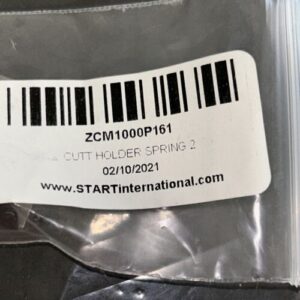 ZCM1000P161
CUTT HOLDER SPRING 2
02/10/2021
www.STARTinternational.com